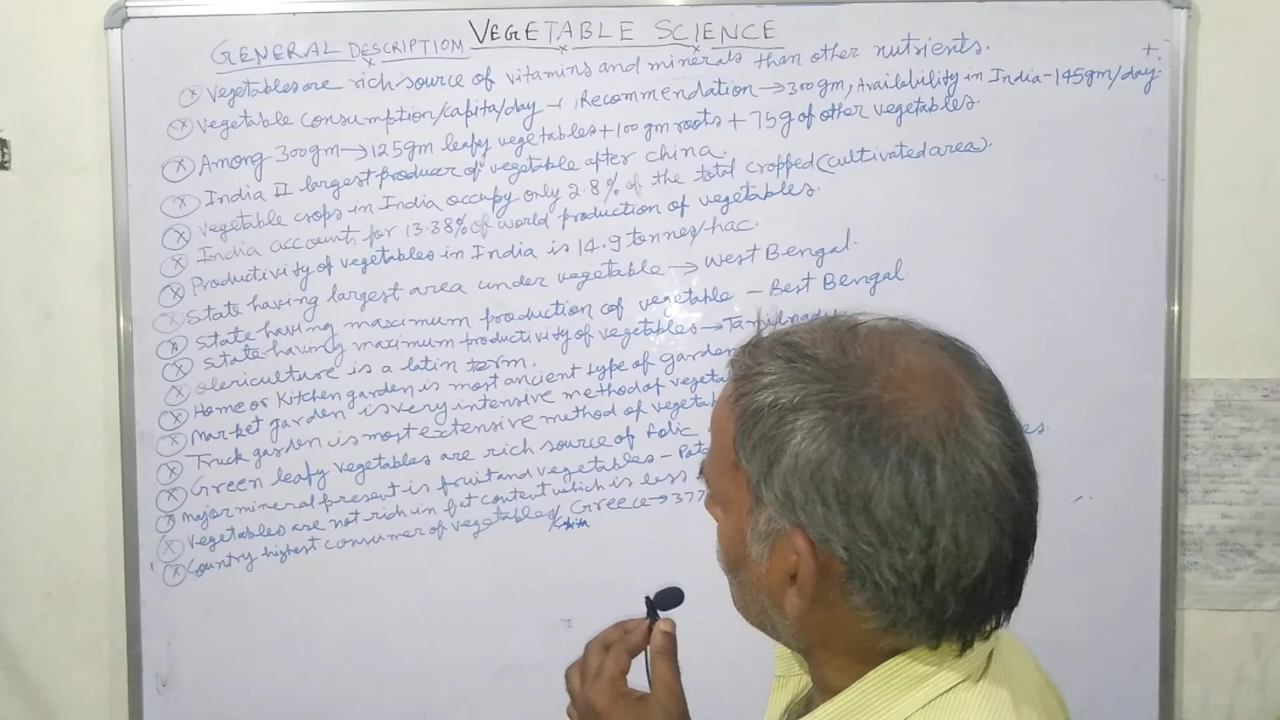 VEGETABLE SCIENCE
GENERAL DESCRIPTION
Vegetables are rich source of vitamins and minerals than other nutrients.
Vegetable consumption/capita/day → Recommendation → 300gm, Availability in India - 145gm/day.
Among 300gm → 125gm leafy vegetables + 100 gm roots + 75g of other vegetables
India II largest producer of vegetable after china.
Vegetable crops in India occupy only 2.8% of the total cropped (cultivated area).
India accounts for 13.38% of world production of vegetables.
Productivity of vegetables in India is 14.9 tonnes/hac.
State having largest area under vegetable → West Bengal.
State having maximum production of vegetable - Best Bengal
State having maximum productivity of vegetables → Tamilnadu
olericulture is a latin term.
Home or Kitchen garden is most ancient type of garden
Market garden is very intensive method of vegeta
Truck garden is most extensive method of vegetab
Green leafy vegetables are rich source of folic
major mineral present is fruit and vegetables - Pot
Vegetables are not rich in fat content which is less
Country highest consumer of vegetables/ Greece → 377